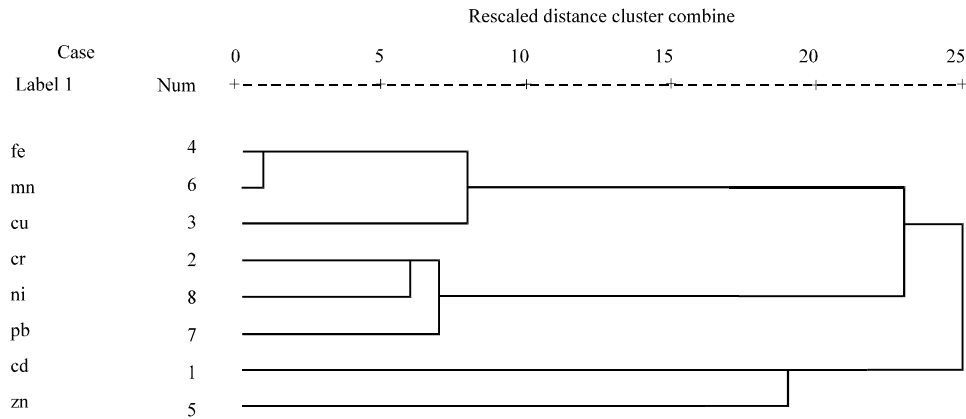 Rescaled distance cluster combine
Case 0 5 10 15 20 25
Label 1 Num
fe 4
mn 6
cu 3
cr 2
ni 8
pb 7
cd 1
zn 5